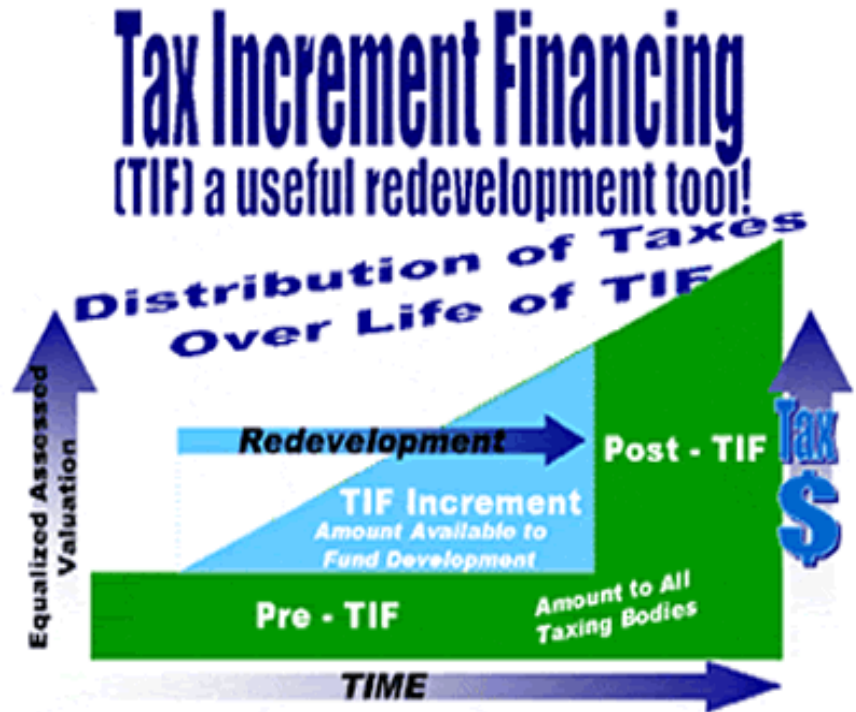 Tax Increment Financing
(TIF) a useful redevelopment tool!
Distribution of Taxes
Over Life of TIF
Equalized Assessed
Valuation
Redevelopment
TIF Increment
Amount Available to
Fund Development
Post - TIF
Tax
$
Pre - TIF
Amount to All
Taxing Bodies
TIME